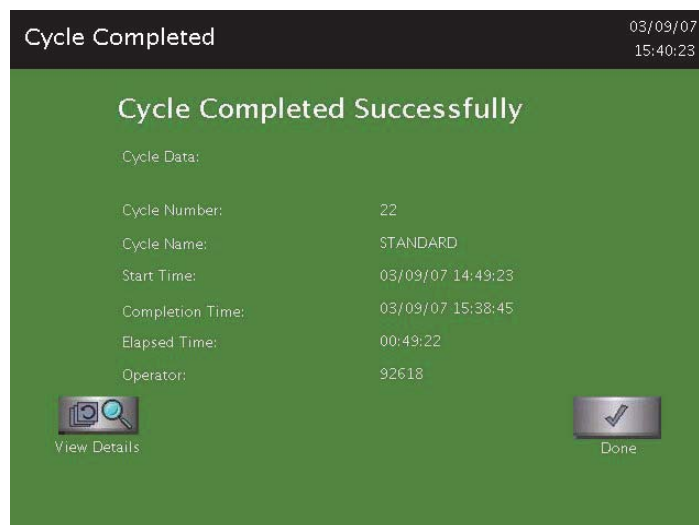 Cycle Completed
03/09/07
15:40:23
Cycle Completed Successfully
Cycle Data:
Cycle Number: 22
Cycle Name: STANDARD
Start Time: 03/09/07 14:49:23
Completion Time: 03/09/07 15:38:45
Elapsed Time: 00:49:22
Operator: 92618
View Details
Done